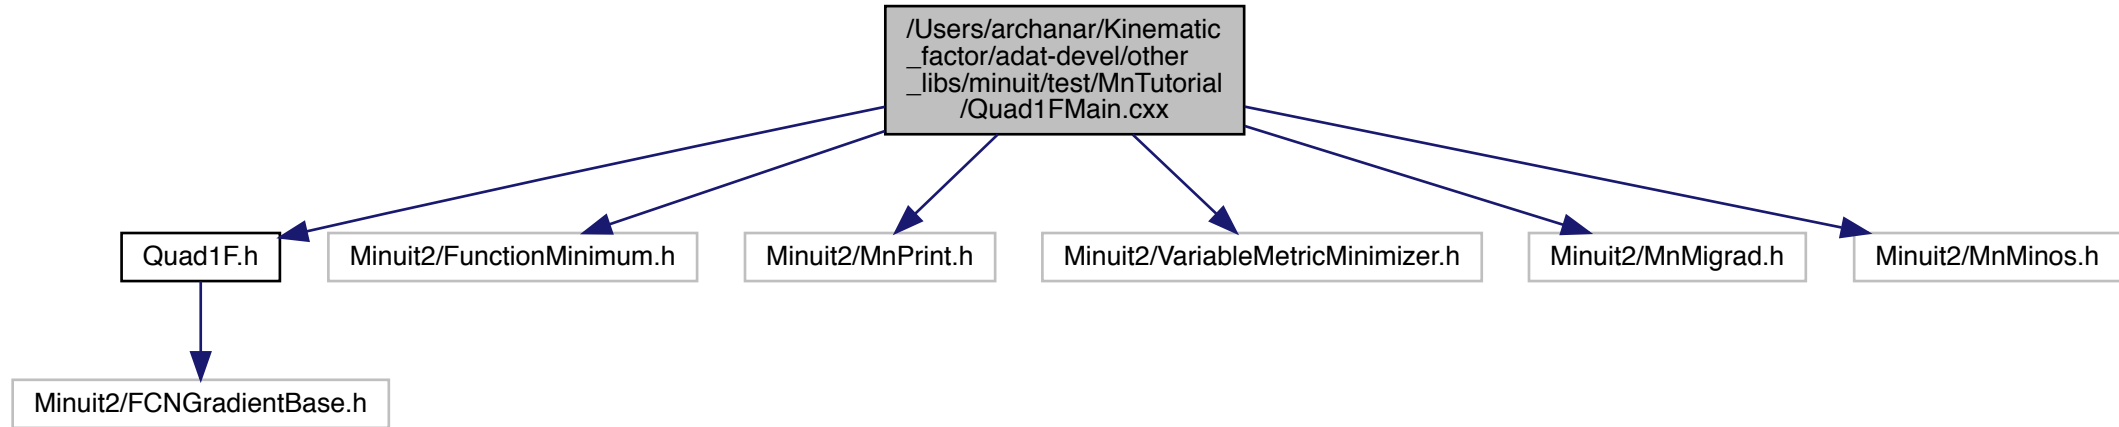 /Users/archanar/Kinematic
_factor/adat-devel/other
_libs/minuit/test/MnTutorial
/Quad1FMain.cxx
Quad1F.h
Minuit2/FunctionMinimum.h
Minuit2/MnPrint.h
Minuit2/VariableMetricMinimizer.h
Minuit2/MnMigrad.h
Minuit2/MnMinos.h
Minuit2/FCNGradientBase.h